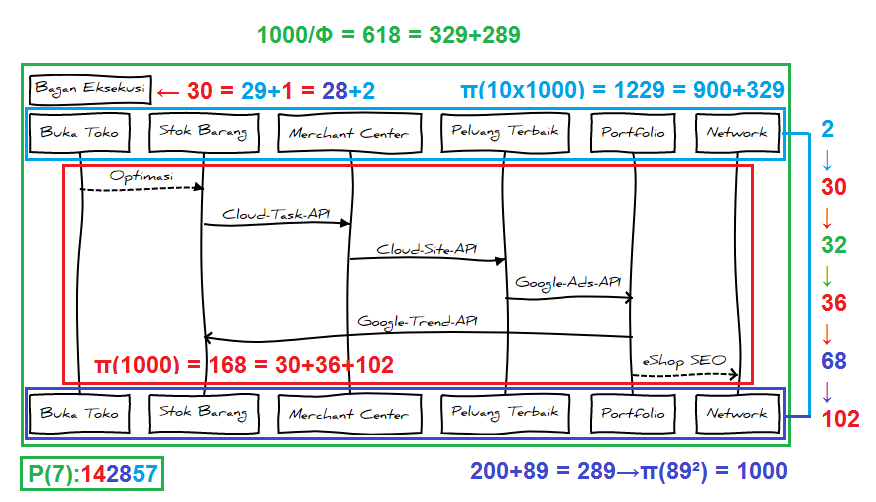 1000/Φ = 618 = 329+289
Bagan Eksekusi ← 30 = 29+1 = 28+2
π(10x1000) = 1229 = 900+329
Buka Toko Stok Barang Merchant Center Peluang Terbaik Portfolio Network
2
↓
30
↓
32
↓
36
↓
68
↓
102
Optimasi
Cloud-Task-API
Cloud-Site-API
Google-Ads-API
Google-Trend-API
eShop SEO
π(1000) = 168 = 30+36+102
Buka Toko Stok Barang Merchant Center Peluang Terbaik Portfolio Network
P(7):142857
200+89 = 289→π(89²) = 1000